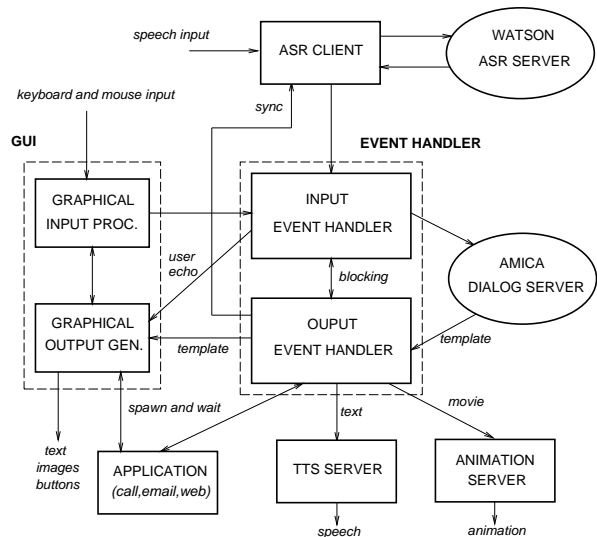 speech input
ASR CLIENT
WATSON
ASR SERVER
keyboard and mouse input
sync
GUI
EVENT HANDLER
GRAPHICAL
INPUT PROC.
INPUT
EVENT HANDLER
user
echo
blocking
AMICA
DIALOG SERVER
GRAPHICAL
OUTPUT GEN.
template
OUPUT
EVENT HANDLER
template
spawn and wait
text
movie
text
images
buttons
APPLICATION
(call,email,web)
TTS SERVER
ANIMATION
SERVER
speech
animation